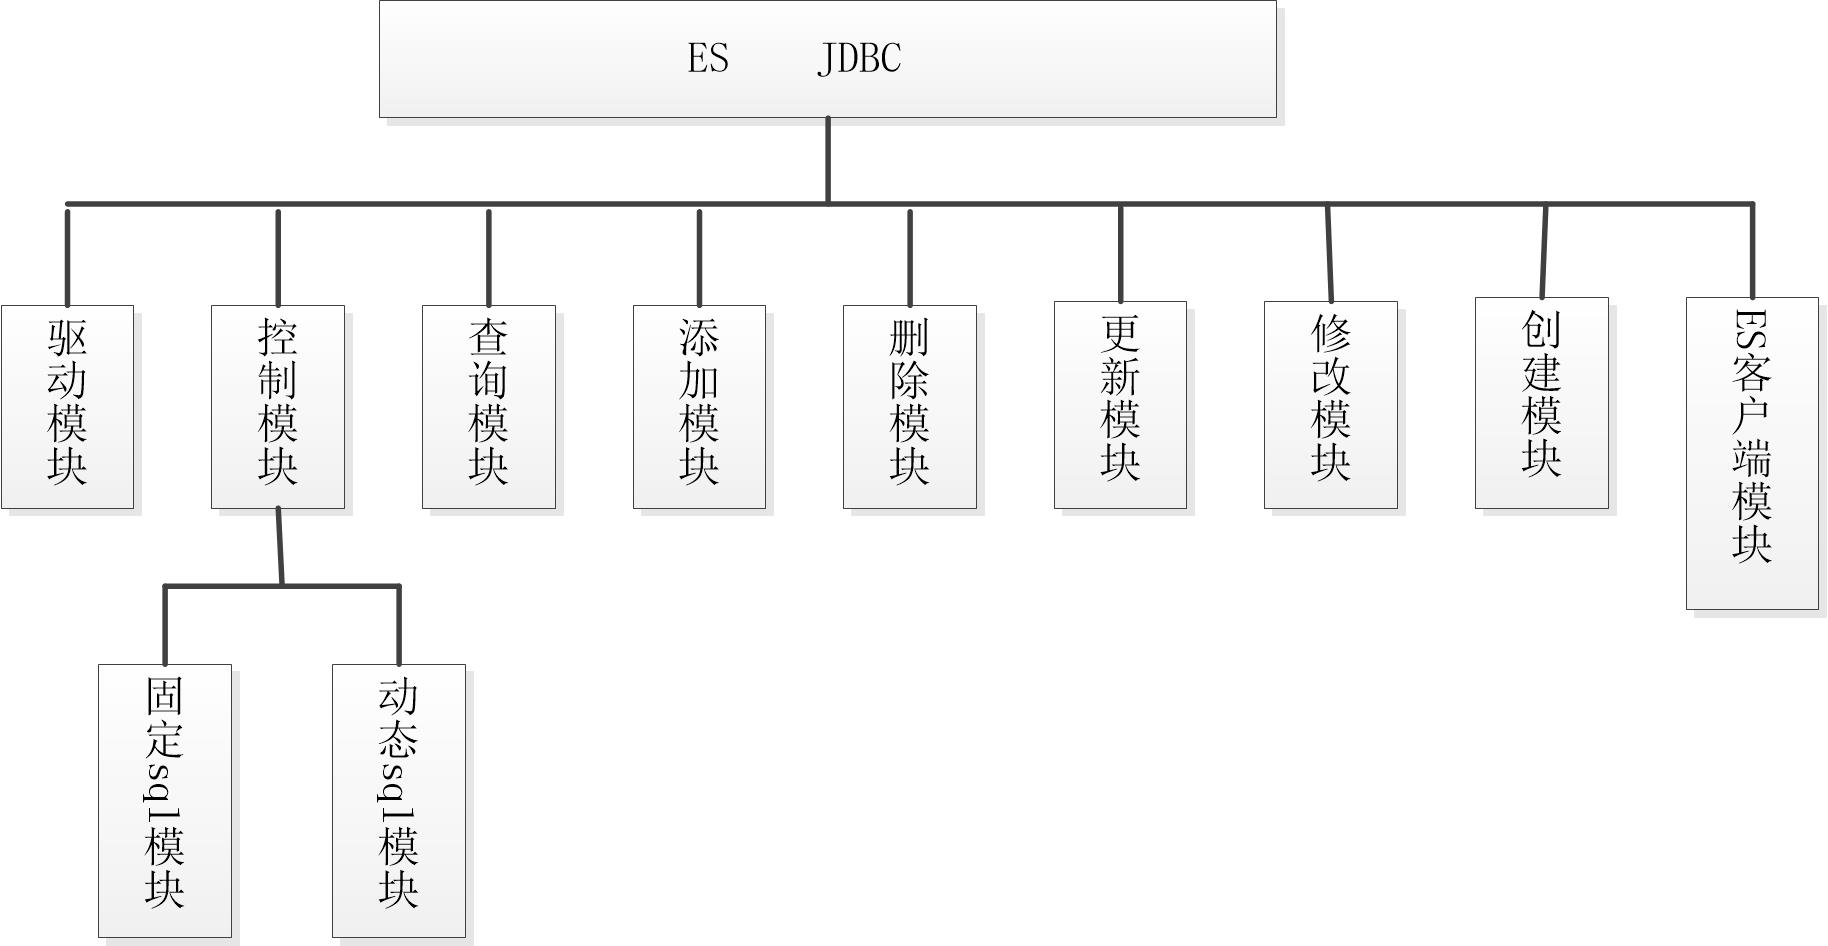 ES JDBC
驱动模块
控制模块
查询模块
添加模块
删除模块
更新模块
修改模块
创建模块
ES客户端模块
固定sql模块
动态sql模块